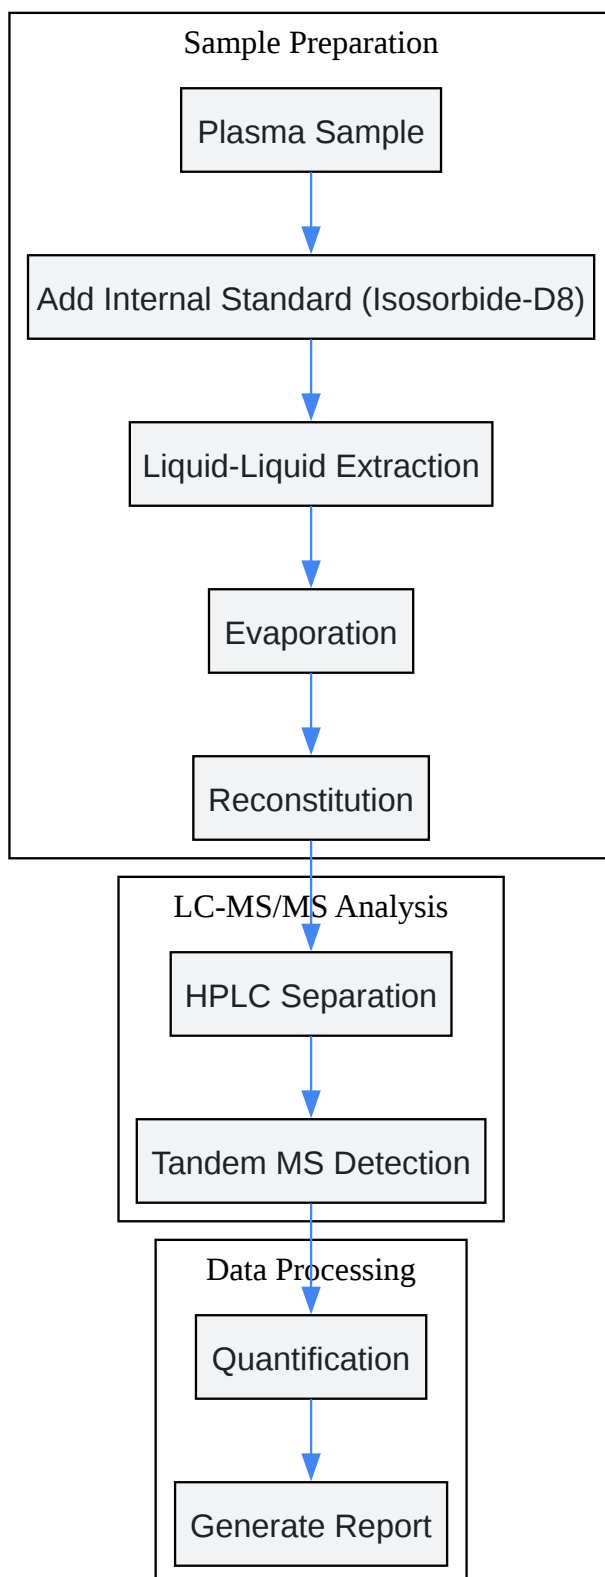 Sample Preparation
Plasma Sample
Add Internal Standard (Isosorbide-D8)
Liquid-Liquid Extraction
Evaporation
Reconstitution
LC-MS/MS Analysis
HPLC Separation
Tandem MS Detection
Data Processing
Quantification
Generate Report